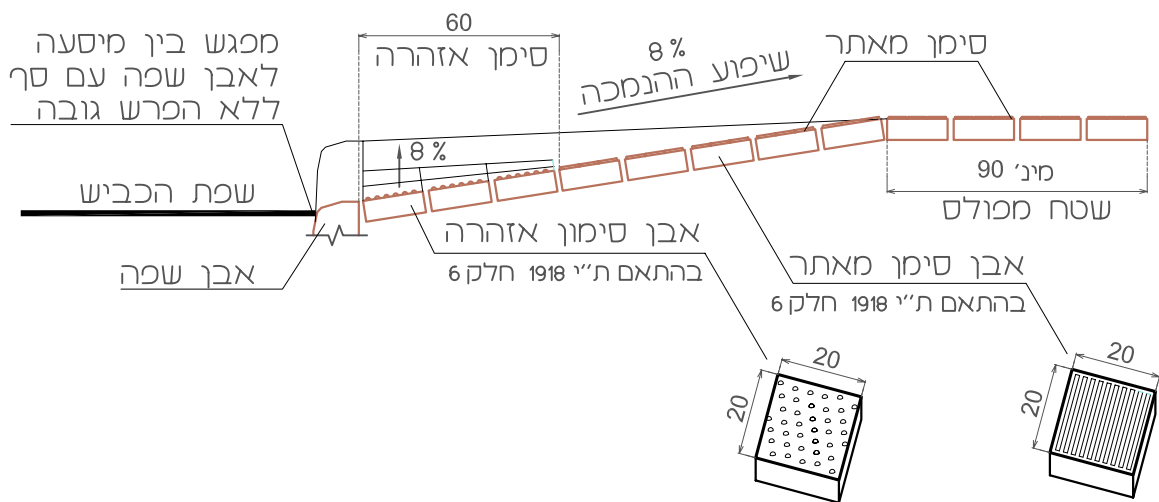 מפגש בין מיסעה
לאבן שפה עם סף
ללא הפרש גובה
60
סימן אזהרה
8%
שיפוע ההנמכה
סימן מאתר
8%
שפת הכביש
מינ' 90
שטח מפולס
אבן שפה
אבן סימון אזהרה
בהתאם ת''י 1918 חלק 6
אבן סימן מאתר
בהתאם ת''י 1918 חלק 6
20
20
20
20